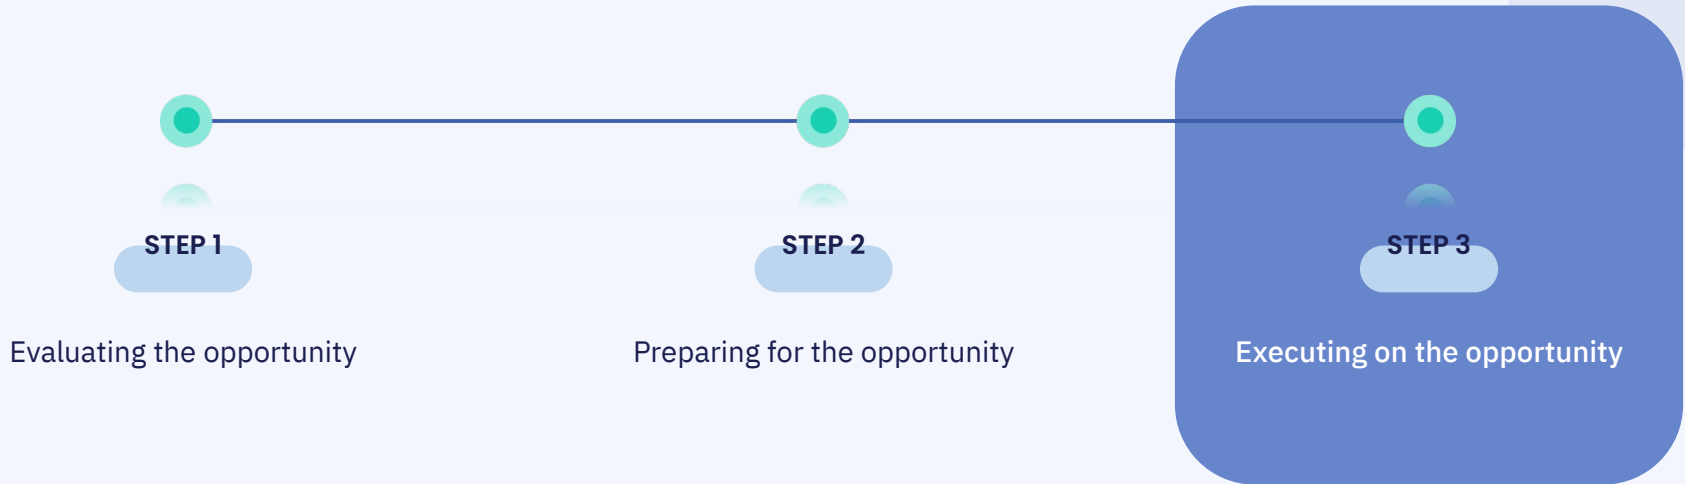 STEP 1
Evaluating the opportunity
STEP 2
Preparing for the opportunity
STEP 3
Executing on the opportunity